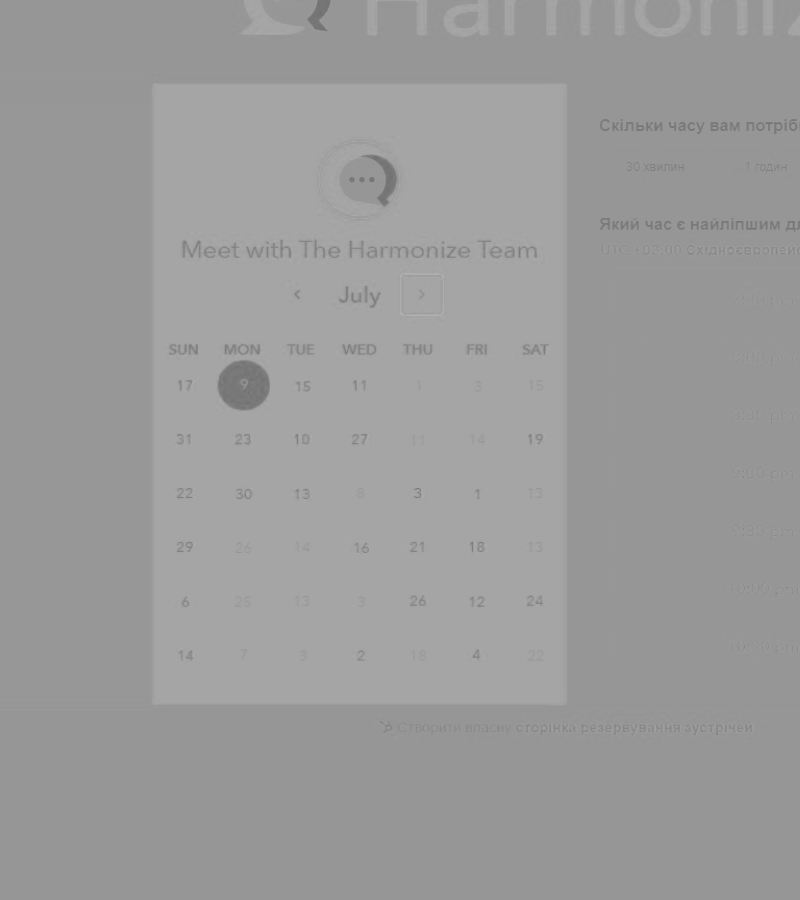 Harmoniz
Meet with The Harmonize Team
July
SUN MON TUE WED THU FRI SAT
17 9 15 11 1 3 15
31 23 10 27 11 14 19
22 30 13 8 3 1 13
29 26 14 16 21 18 13
6 25 13 3 26 12 24
14 7 3 2 18 4 22
Скільки часу вам потріб
30 хвилин 1 годин
Який час є найліпшим д
UTC +03:00 Східноєвропейс
Створити власну сторінка резервування зустрічей